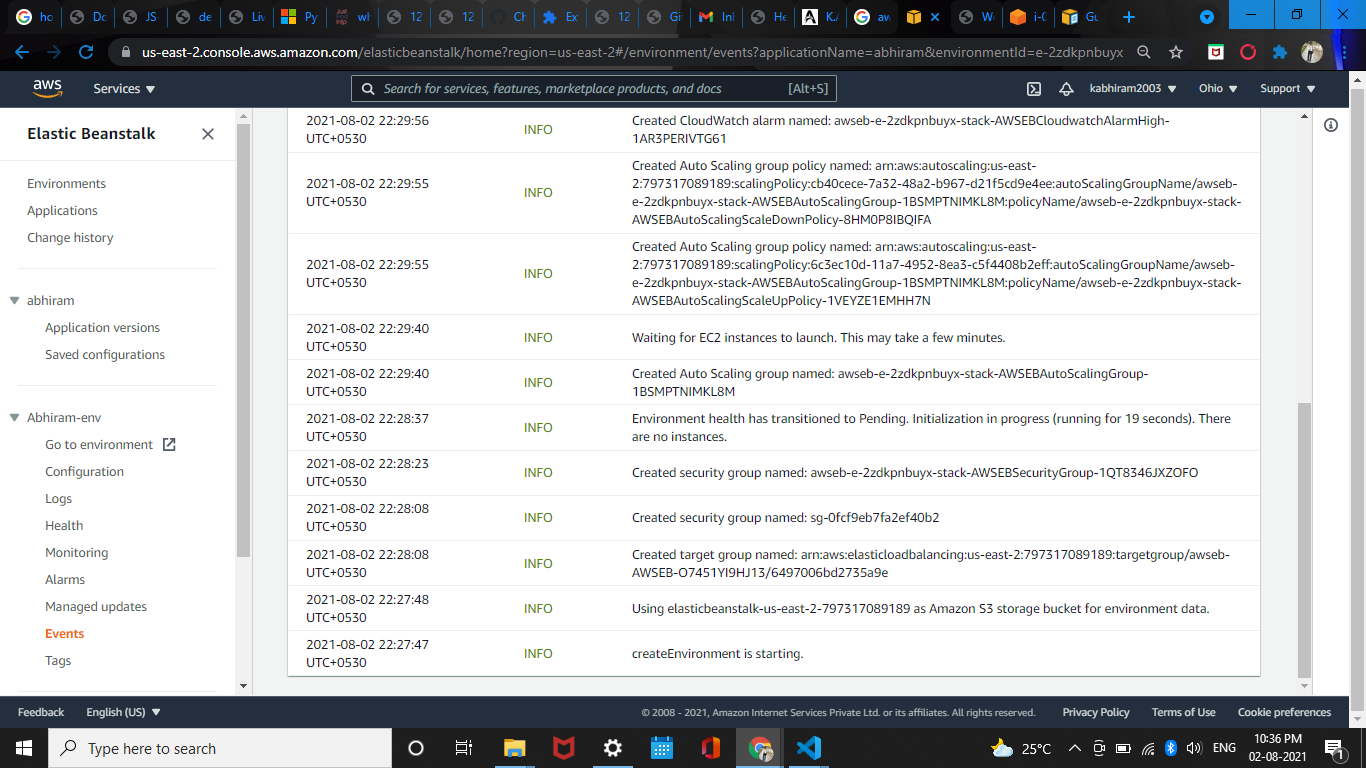 ho
Do
JS
de
Liv
Py
wh
12
12
Ch
Ex
12
Gi
Inl
He
K.A
aw
W
i-0
Gu
us-east-2.console.aws.amazon.com/elasticbeanstalk/home?region=us-east-2#/environment/events?applicationName=abhiram&environmentId=e-2zdkpnbuyx
aws
Services
Search for services, features, marketplace products, and docs
[Alt+S]
kabhiram2003
Ohio
Support
Elastic Beanstalk
Environments
Applications
Change history
abhiram
Application versions
Saved configurations
Abhiram-env
Go to environment
Configuration
Logs
Health
Monitoring
Alarms
Managed updates
Events
Tags
2021-08-02 22:29:56
UTC+0530
INFO
Created CloudWatch alarm named: awseb-e-2zdkpnbuyx-stack-AWSEBCloudwatchAlarmHigh-
1AR3PERIVTG61
2021-08-02 22:29:55
UTC+0530
INFO
Created Auto Scaling group policy named: arn:aws:autoscaling:us-east-
2:797317089189:scalingPolicy:cb40cece-7a32-48a2-b967-d21f5cd9e4ee:autoScalingGroupName/awseb-
e-2zdkpnbuyx-stack-AWSEBAutoScalingGroup-1BSMPTNIMKL8M:policyName/awseb-e-2zdkpnbuyx-stack-
AWSEBAutoScalingScaleDownPolicy-8HM0P8IBQIFA
2021-08-02 22:29:55
UTC+0530
INFO
Created Auto Scaling group policy named: arn:aws:autoscaling:us-east-
2:797317089189:scalingPolicy:6c3ec10d-11a7-4952-8ea3-c5f4408b2eff:autoScalingGroupName/awseb-
e-2zdkpnbuyx-stack-AWSEBAutoScalingGroup-1BSMPTNIMKL8M:policyName/awseb-e-2zdkpnbuyx-stack-
AWSEBAutoScalingScaleUpPolicy-1VEYZE1EMHH7N
2021-08-02 22:29:40
UTC+0530
INFO
Waiting for EC2 instances to launch. This may take a few minutes.
2021-08-02 22:29:40
UTC+0530
INFO
Created Auto Scaling group named: awseb-e-2zdkpnbuyx-stack-AWSEBAutoScalingGroup-
1BSMPTNIMKL8M
2021-08-02 22:28:37
UTC+0530
INFO
Environment health has transitioned to Pending. Initialization in progress (running for 19 seconds). There
are no instances.
2021-08-02 22:28:23
UTC+0530
INFO
Created security group named: awseb-e-2zdkpnbuyx-stack-AWSEBSecurityGroup-1QT8346JXZOFO
2021-08-02 22:28:08
UTC+0530
INFO
Created security group named: sg-0fcf9eb7fa2ef40b2
2021-08-02 22:28:08
UTC+0530
INFO
Created target group named: arn:aws:elasticloadbalancing:us-east-2:797317089189:targetgroup/awseb-
AWSEB-O7451YI9HJ13/6497006bd2735a9e
2021-08-02 22:27:48
UTC+0530
INFO
Using elasticbeanstalk-us-east-2-797317089189 as Amazon S3 storage bucket for environment data.
2021-08-02 22:27:47
UTC+0530
INFO
createEnvironment is starting.
Feedback
English (US)
© 2008 - 2021, Amazon Internet Services Private Ltd. or its affiliates. All rights reserved.
Privacy Policy
Terms of Use
Cookie preferences
Type here to search
25°C
ENG
10:36 PM
02-08-2021
1